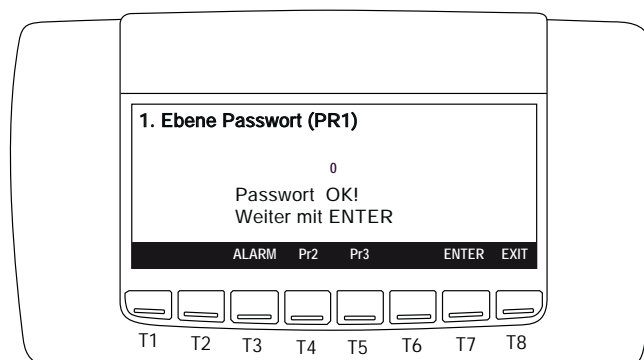 1. Ebene Passwort (PR1)
0
Passwort OK!
Weiter mit ENTER
ALARM Pr2 Pr3 ENTER EXIT
T1 T2 T3 T4 T5 T6 T7 T8